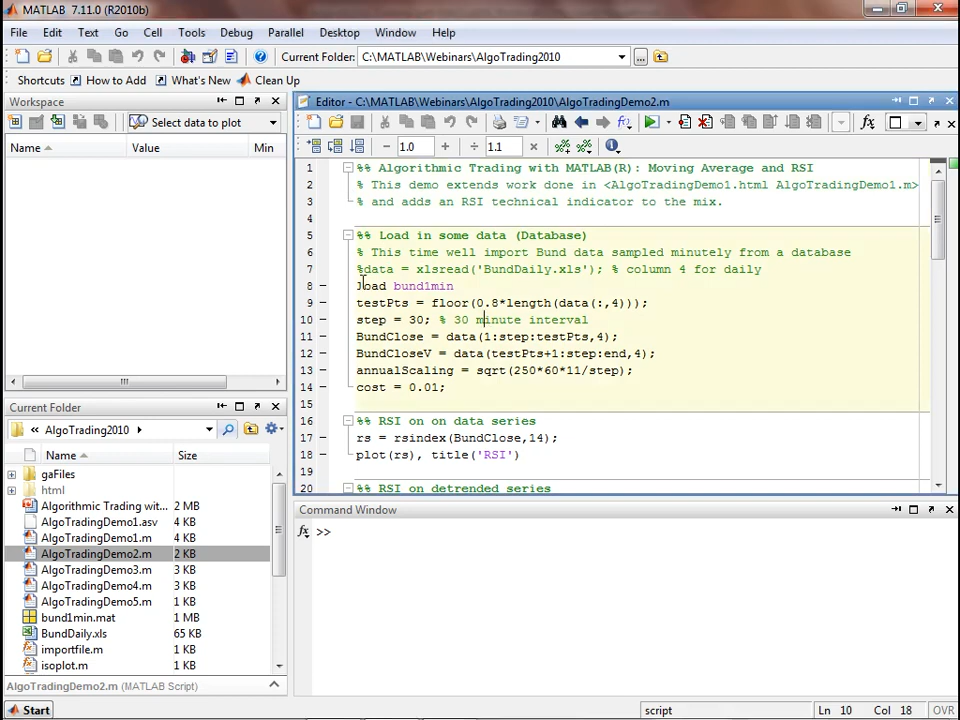 MATLAB 7.11.0 (R2010b)
File Edit Text Go Cell Tools Debug Parallel Desktop Window Help
Current Folder: C:\MATLAB\Webinars\AlgoTrading2010
Shortcuts How to Add What's New Clean Up
Workspace
Select data to plot
Name Value Min
Editor - C:\MATLAB\Webinars\AlgoTrading2010\AlgoTradingDemo2.m
1.0 1.1
1 %% Algorithmic Trading with MATLAB(R): Moving Average and RSI
2 % This demo extends work done in <AlgoTradingDemo1.html AlgoTradingDemo1.m>
3 % and adds an RSI technical indicator to the mix.
4
5 %% Load in some data (Database)
6 % This time well import Bund data sampled minutely from a database
7 %data = xlsread('BundDaily.xls'); % column 4 for daily
8 load bund1min
9 testPts = floor(0.8*length(data(:,4)));
10 step = 30; % 30 minute interval
11 BundClose = data(1:step:testPts,4);
12 BundCloseV = data(testPts+1:step:end,4);
13 annualScaling = sqrt(250*60*11/step);
14 cost = 0.01;
15
16 %% RSI on on data series
17 rs = rsindex(BundClose,14);
18 plot(rs), title('RSI')
19
20 %% RSI on detrended series
Current Folder
AlgoTrading2010
Name Size
gaFiles
html
Algorithmic Trading wit... 2 MB
AlgoTradingDemo1.asv 4 KB
AlgoTradingDemo1.m 4 KB
AlgoTradingDemo2.m 2 KB
AlgoTradingDemo3.m 3 KB
AlgoTradingDemo4.m 3 KB
AlgoTradingDemo5.m 1 KB
bund1min.mat 1 MB
BundDaily.xls 65 KB
importfile.m 1 KB
isoplot.m 1 KB
AlgoTradingDemo2.m (MATLAB Script)
Command Window
fx >>
Start
script Ln 10 Col 18 OVR